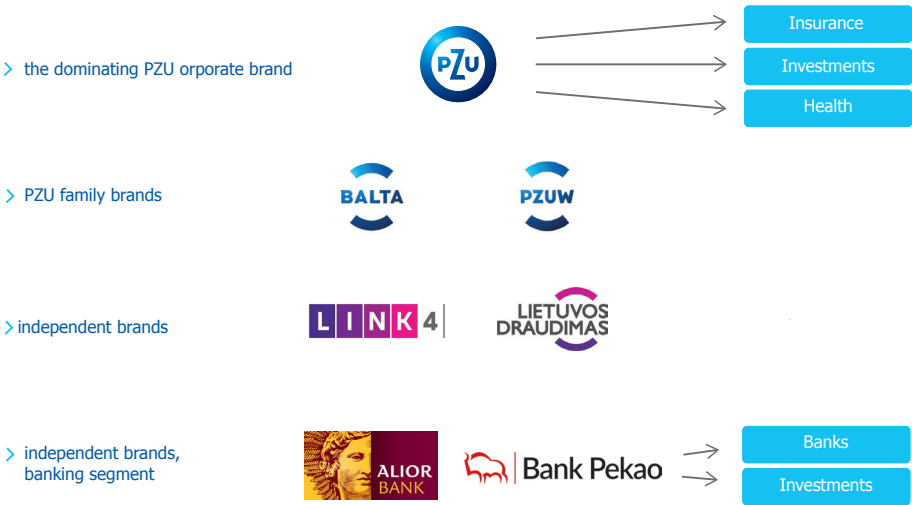 the dominating PZU orporate brand
PZU
Insurance
Investments
Health
PZU family brands
BALTA
PZUW
independent brands
LINK4
LIETUVOS
DRAUDIMAS
independent brands,
banking segment
ALIOR
BANK
Bank Pekao
Banks
Investments